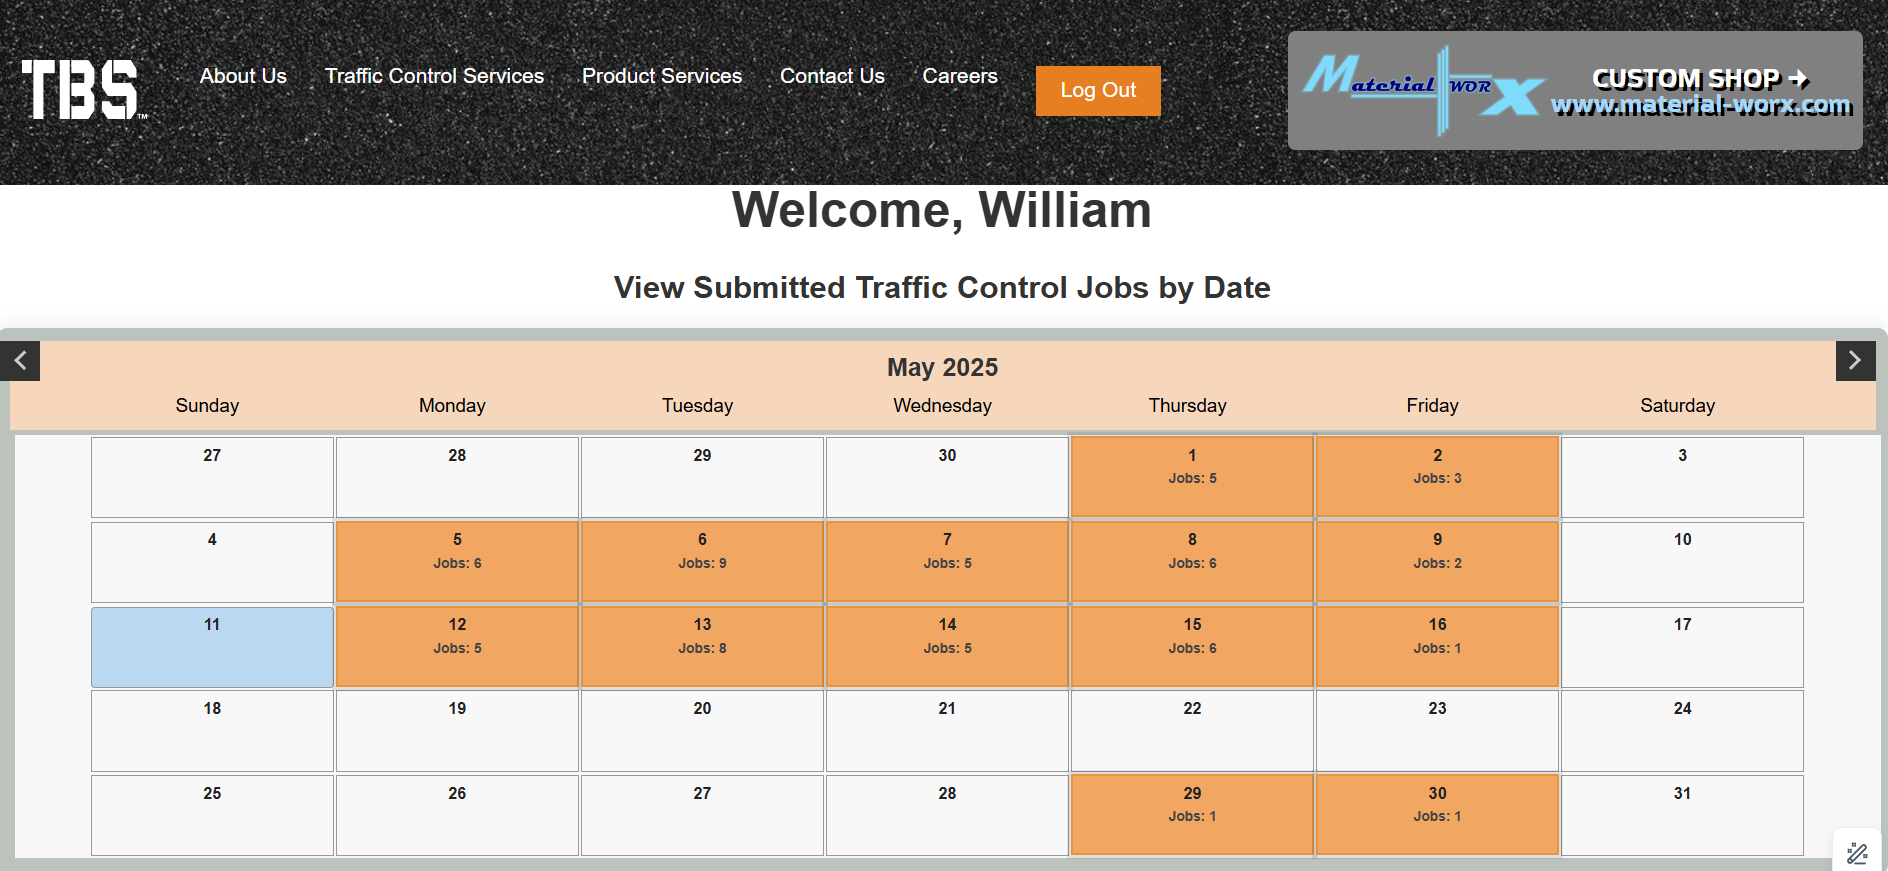 TBS™
About Us Traffic Control Services Product Services Contact Us Careers Log Out
Material WorX
CUSTOM SHOP →
www.material-worx.com
Welcome, William
View Submitted Traffic Control Jobs by Date
May 2025
Sunday Monday Tuesday Wednesday Thursday Friday Saturday
27 28 29 30 1 2 3
Jobs: 5 Jobs: 3
4 5 6 7 8 9 10
Jobs: 6 Jobs: 9 Jobs: 5 Jobs: 6 Jobs: 2
11 12 13 14 15 16 17
Jobs: 5 Jobs: 8 Jobs: 5 Jobs: 6 Jobs: 1
18 19 20 21 22 23 24
25 26 27 28 29 30 31
Jobs: 1 Jobs: 1